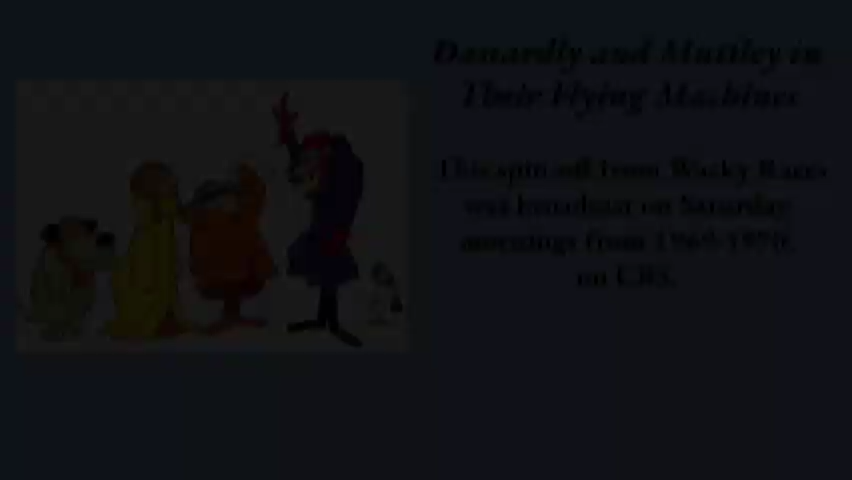 Dastardly and Muttley in
Their Flying Machines
This spin off from Wacky Races
was broadcast on Saturday
mornings from 1969-1970
on CBS.